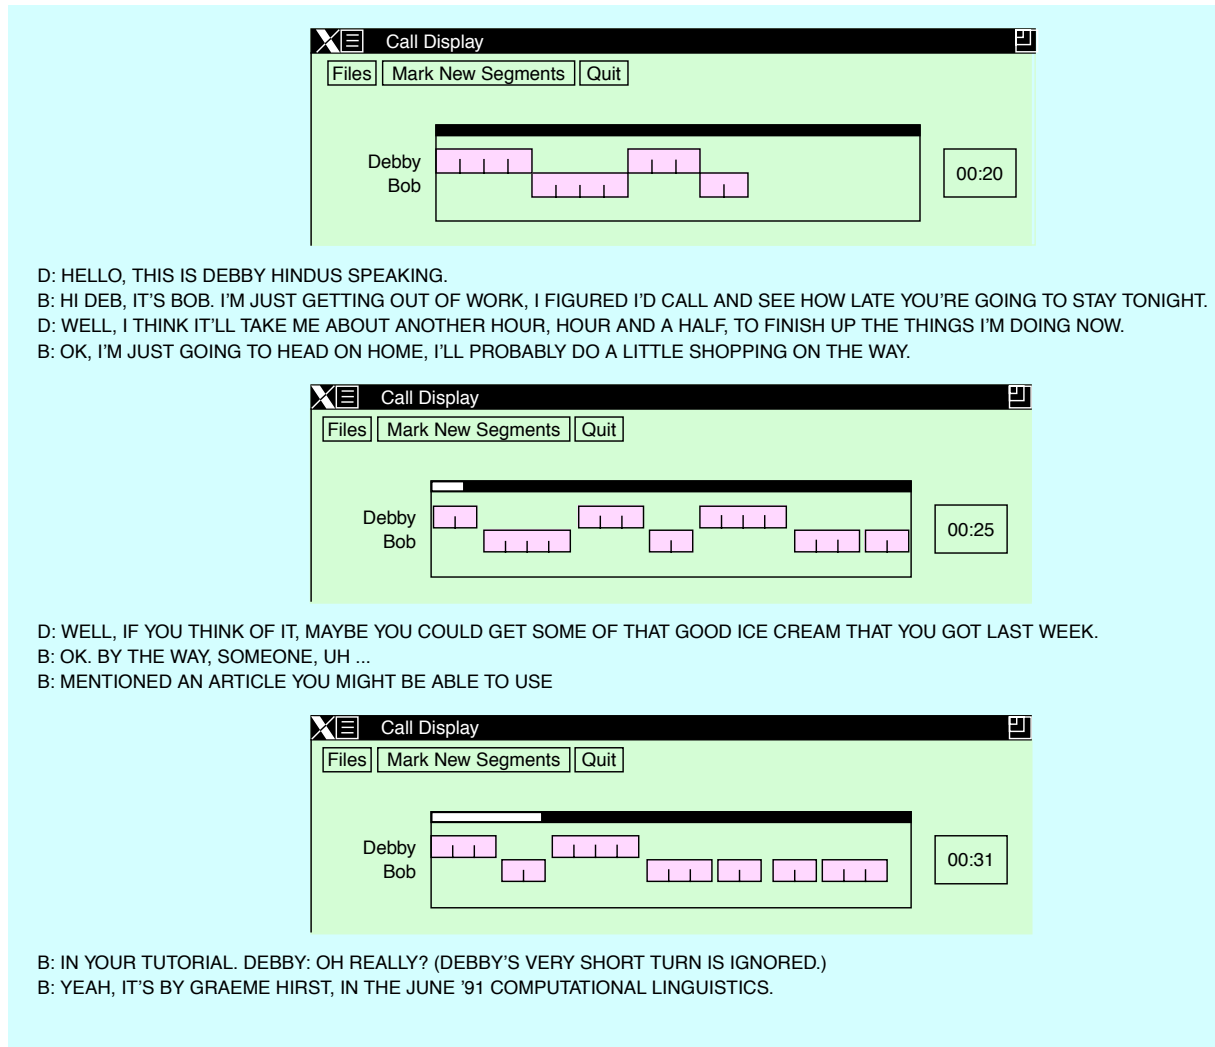 Call Display
Files Mark New Segments Quit
Debby
Bob
00:20
D: HELLO, THIS IS DEBBY HINDUS SPEAKING.
B: HI DEB, IT'S BOB. I'M JUST GETTING OUT OF WORK, I FIGURED I'D CALL AND SEE HOW LATE YOU'RE GOING TO STAY TONIGHT.
D: WELL, I THINK IT'LL TAKE ME ABOUT ANOTHER HOUR, HOUR AND A HALF, TO FINISH UP THE THINGS I'M DOING NOW.
B: OK, I'M JUST GOING TO HEAD ON HOME, I'LL PROBABLY DO A LITTLE SHOPPING ON THE WAY.
Call Display
Files Mark New Segments Quit
Debby
Bob
00:25
D: WELL, IF YOU THINK OF IT, MAYBE YOU COULD GET SOME OF THAT GOOD ICE CREAM THAT YOU GOT LAST WEEK.
B: OK. BY THE WAY, SOMEONE, UH ...
B: MENTIONED AN ARTICLE YOU MIGHT BE ABLE TO USE
Call Display
Files Mark New Segments Quit
Debby
Bob
00:31
B: IN YOUR TUTORIAL. DEBBY: OH REALLY? (DEBBY'S VERY SHORT TURN IS IGNORED.)
B: YEAH, IT'S BY GRAEME HIRST, IN THE JUNE '91 COMPUTATIONAL LINGUISTICS.